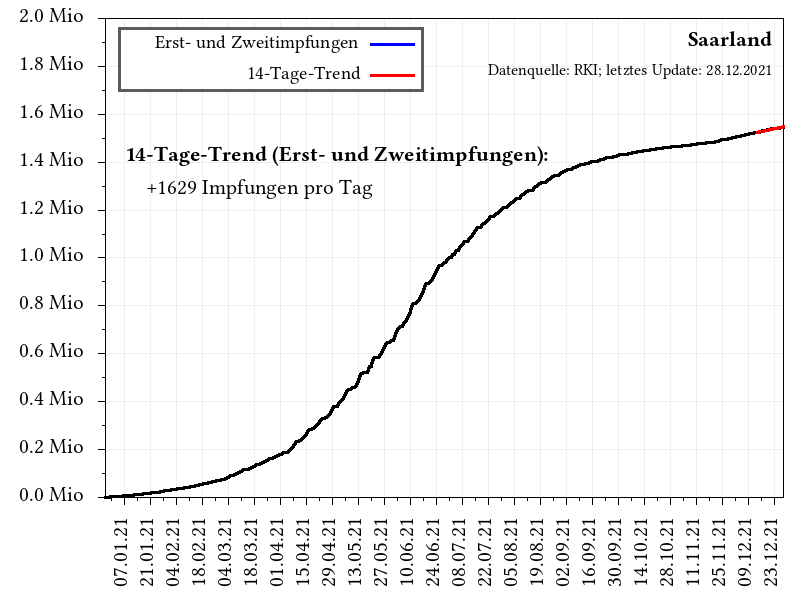 2.0 Mio
1.8 Mio
1.6 Mio
1.4 Mio
1.2 Mio
1.0 Mio
0.8 Mio
0.6 Mio
0.4 Mio
0.2 Mio
0.0 Mio
Erst- und Zweitimpfungen
14-Tage-Trend
Saarland
Datenquelle: RKI; letztes Update: 28.12.2021
14-Tage-Trend (Erst- und Zweitimpfungen):
+1629 Impfungen pro Tag
07.01.21
21.01.21
04.02.21
18.02.21
04.03.21
18.03.21
01.04.21
15.04.21
29.04.21
13.05.21
27.05.21
10.06.21
24.06.21
08.07.21
22.07.21
05.08.21
19.08.21
02.09.21
16.09.21
30.09.21
14.10.21
28.10.21
11.11.21
25.11.21
09.12.21
23.12.21